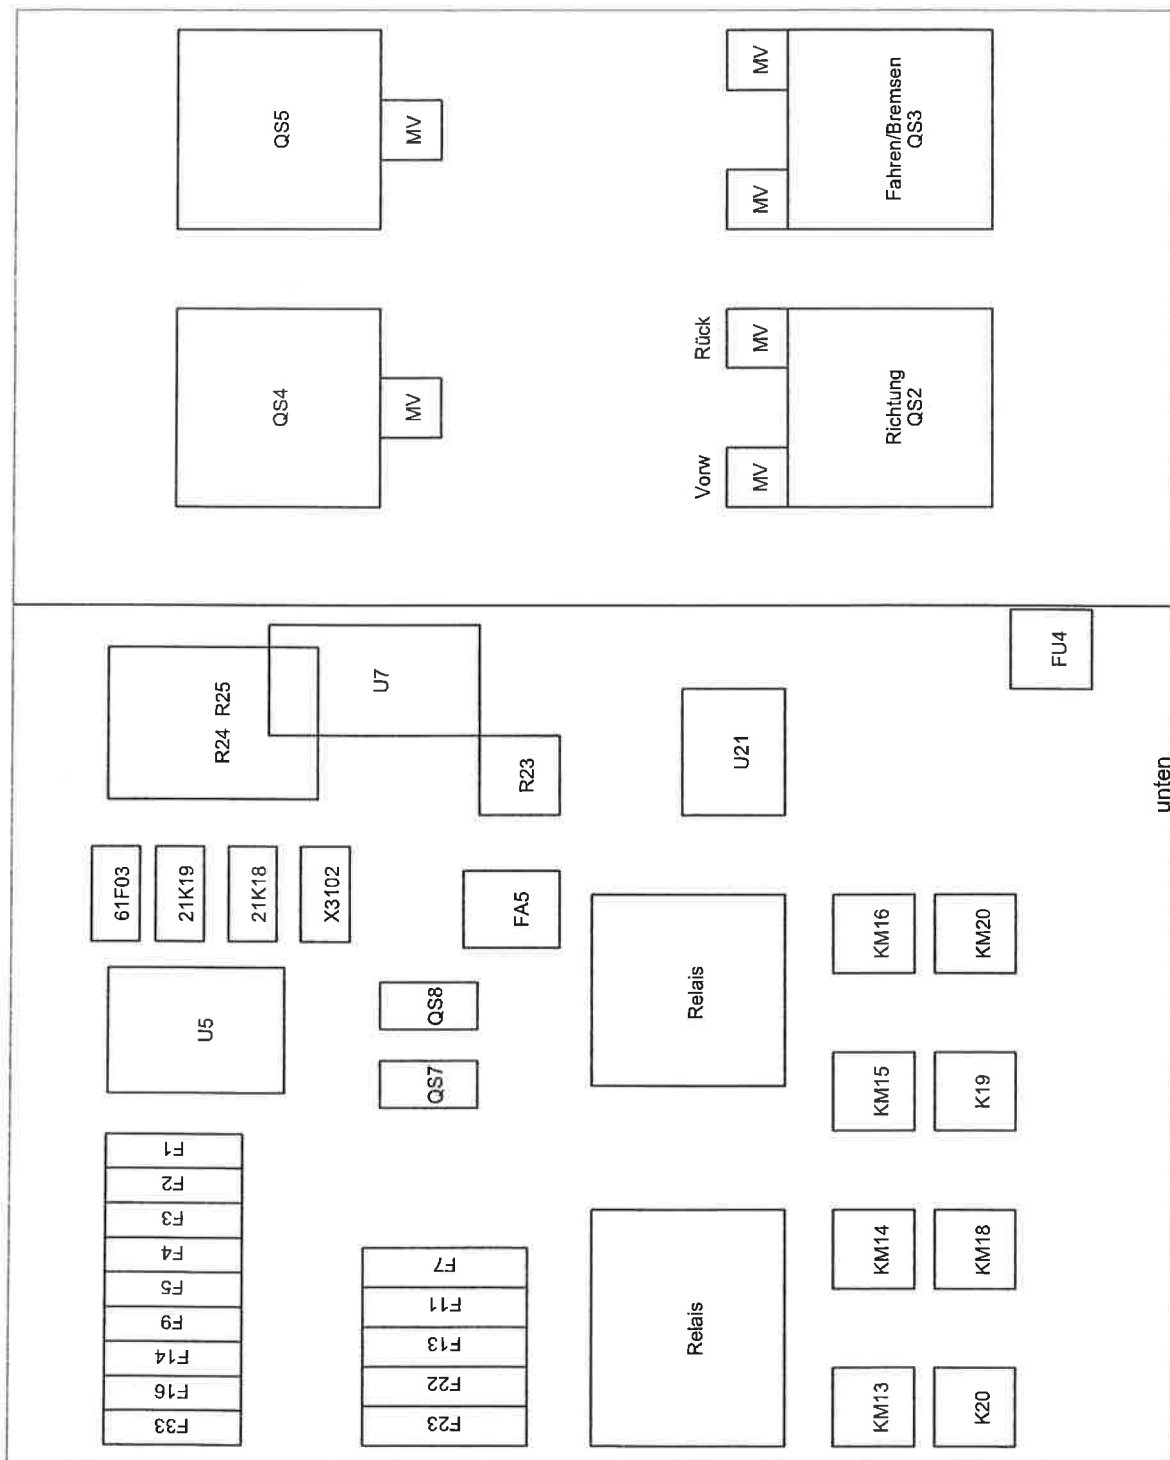 QS5
MV
MV
MV
Fahren/Bremsen
QS3
QS4
MV
Vorw
Rück
MV
MV
Richtung
QS2
R24 R25
U7
R23
U21
FU4
unten
61F03
21K19
21K18
X3102
FA5
U5
QS8
QS7
Relais
KM16
KM20
KM15
K19
F1
F2
F3
F4
F5
F9
F14
F16
F33
F7
F11
F13
F22
F23
Relais
KM14
KM18
KM13
K20